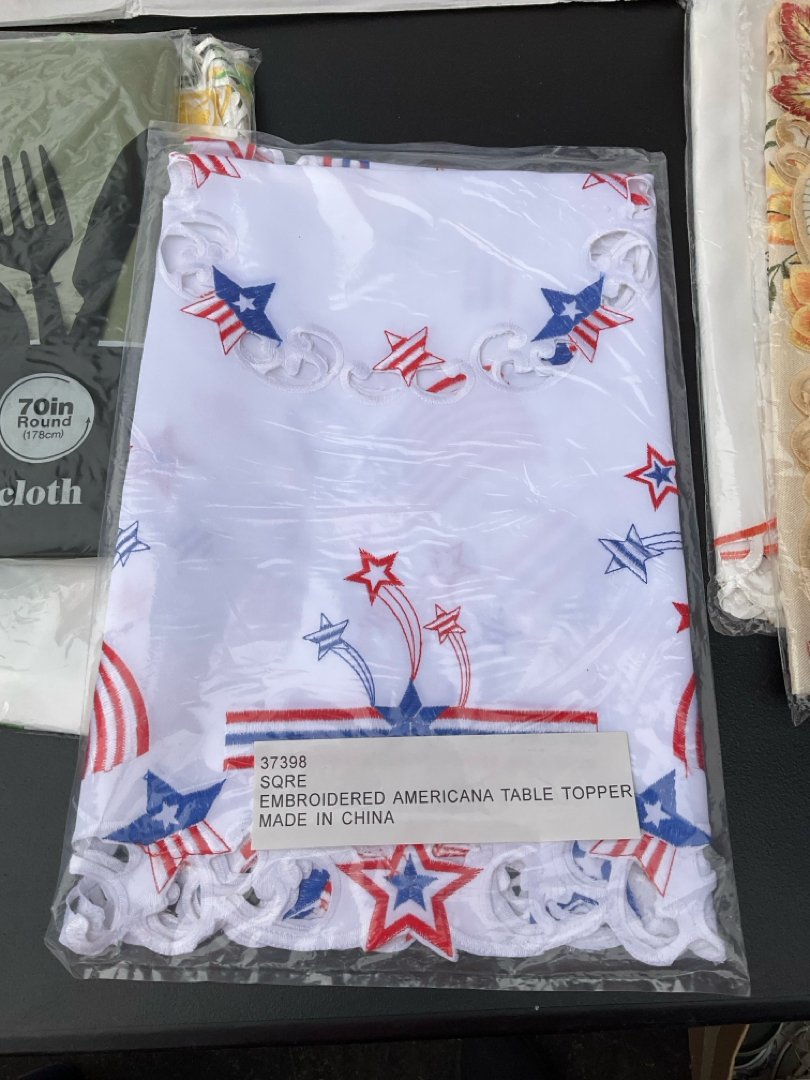 70in
Round
(178cm)
cloth
37398
SQRE
EMBROIDERED AMERICANA TABLE TOPPER
MADE IN CHINA